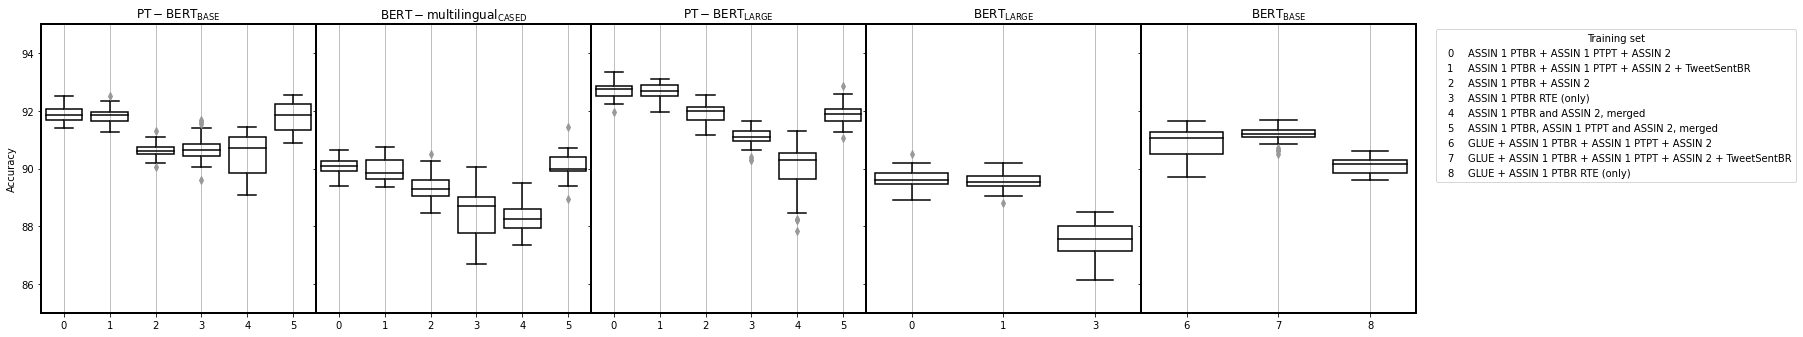 PT − BERT_BASE
BERT − multilingual_CASED
PT − BERT_LARGE
BERT_LARGE
BERT_BASE
Accuracy
94
92
90
88
86
0 1 2 3 4 5
0 1 2 3 4 5
0 1 2 3 4 5
0 1 3
6 7 8
Training set
0 ASSIN 1 PTBR + ASSIN 1 PTPT + ASSIN 2
1 ASSIN 1 PTBR + ASSIN 1 PTPT + ASSIN 2 + TweetSentBR
2 ASSIN 1 PTBR + ASSIN 2
3 ASSIN 1 PTBR RTE (only)
4 ASSIN 1 PTBR and ASSIN 2, merged
5 ASSIN 1 PTBR, ASSIN 1 PTPT and ASSIN 2, merged
6 GLUE + ASSIN 1 PTBR + ASSIN 1 PTPT + ASSIN 2
7 GLUE + ASSIN 1 PTBR + ASSIN 1 PTPT + ASSIN 2 + TweetSentBR
8 GLUE + ASSIN 1 PTBR RTE (only)